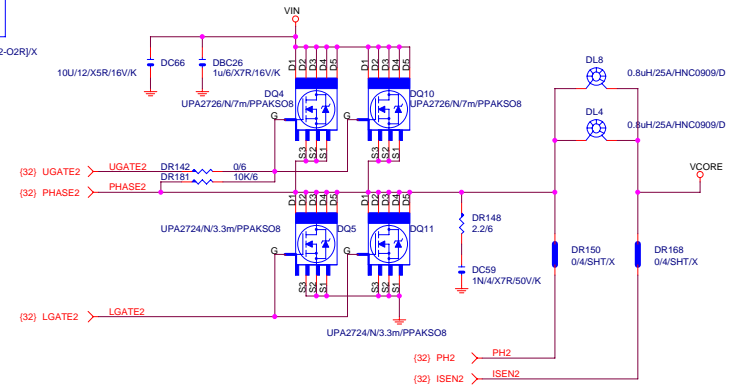 VIN
2-O2R]/X
DC66
10U/12/X5R/16V/K
DBC26
1u/6/X7R/16V/K
D1
D2
D3
D4
D5
DQ4
UPA2726/N/7m/PPAKSO8
G
S3
S2
S1
D1
D2
D3
D4
D5
DQ10
UPA2726/N/7m/PPAKSO8
G
S3
S2
S1
DL8
0.8uH/25A/HNC0909/D
DL4
0.8uH/25A/HNC0909/D
VCORE
{32} UGATE2
UGATE2
DR142
0/6
DR181
10K/6
{32} PHASE2
PHASE2
D1
D2
D3
D4
D5
UPA2724/N/3.3m/PPAKSO8
DQ5
G
S3
S2
S1
D1
D2
D3
D4
D5
DQ11
G
S3
S2
S1
UPA2724/N/3.3m/PPAKSO8
DR148
2.2/6
DC59
1N/4/X7R/50V/K
DR150
0/4/SHT/X
DR168
0/4/SHT/X
{32} LGATE2
LGATE2
{32} PH2
PH2
{32} ISEN2
ISEN2